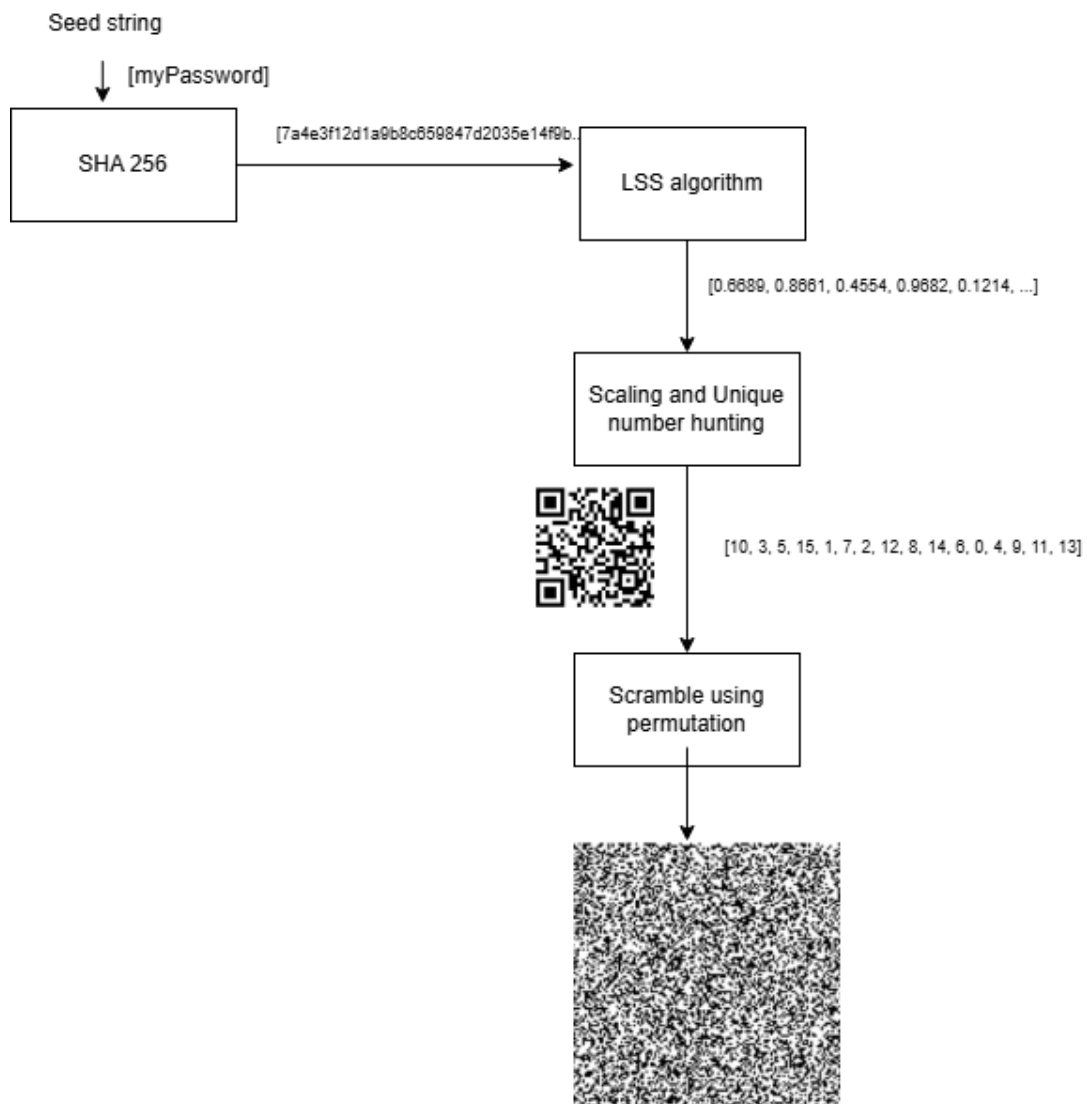 Seed string
[myPassword]
SHA 256
[7a4e3f12d1a9b8c659847d2035e14f9b..
LSS algorithm
[0.6689, 0.8661, 0.4554, 0.9682, 0.1214, ...]
Scaling and Unique
number hunting
[10, 3, 5, 15, 1, 7, 2, 12, 8, 14, 6, 0, 4, 9, 11, 13]
Scramble using
permutation